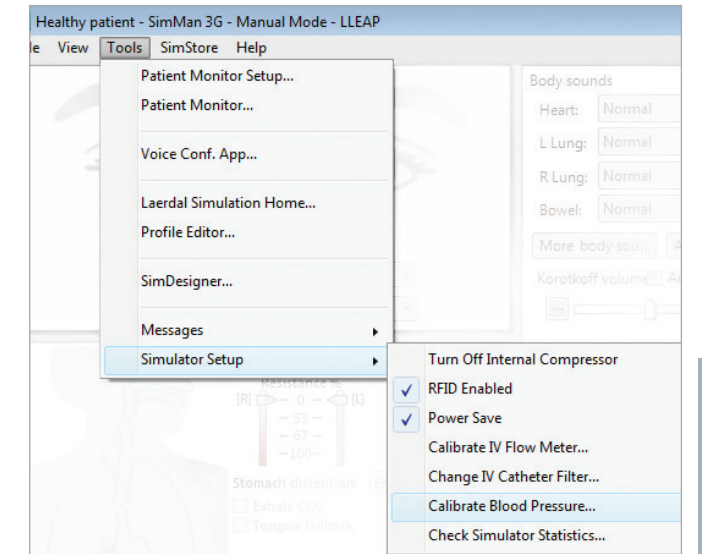 Healthy patient - SimMan 3G - Manual Mode - LLEAP
le View Tools SimStore Help
Patient Monitor Setup...
Patient Monitor...
Voice Conf. App...
Laerdal Simulation Home...
Profile Editor...
SimDesigner...
Messages
Simulator Setup
Turn Off Internal Compressor
RFID Enabled
Power Save
Calibrate IV Flow Meter...
Change IV Catheter Filter...
Calibrate Blood Pressure...
Check Simulator Statistics...
Body sounds
Heart: Normal
L Lung: Normal
R Lung: Normal
Bowel: Normal
More body sou... A
Korotkoff volume Au
Resistance %
[R] 0 [L]
33
67
100
Stomach distention: E
Exhale CO2
Tongue fallback